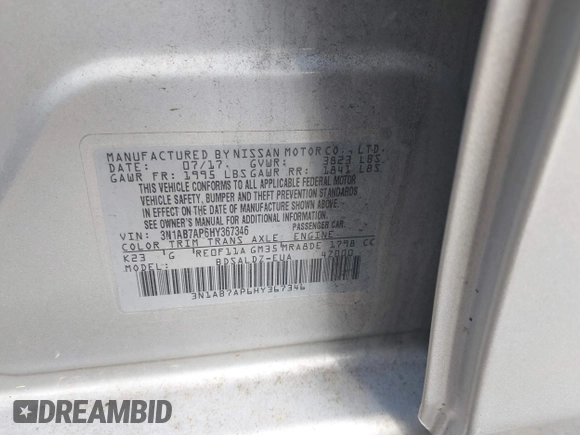 MANUFACTURED BY NISSAN MOTOR CO., LTD.
DATE: 07/17. GVWR: 3823 LBS.
GAWR FR: 1995 LBS GAWR RR: 1841 LBS
THIS VEHICLE CONFORMS TO ALL APPLICABLE FEDERAL MOTOR
VEHICLE SAFETY, BUMPER AND THEFT PREVENTION STANDARDS
IN EFFECT ON THE DATE OF MANUFACTURE SHOWN ABOVE.
SEE OWNER'S MANUAL FOR ADDITIONAL INFORMATION.
VIN: 3N1AB7AP6HY367346 PASSENGER CAR
COLOR TRIM TRANS AXLE ENGINE
K23 G RE0F11A GM35 MRA8DE 1798 CC
MODEL: BDSALD7-EUA 47000
3N1AB7AP6HY367346
DREAMBID